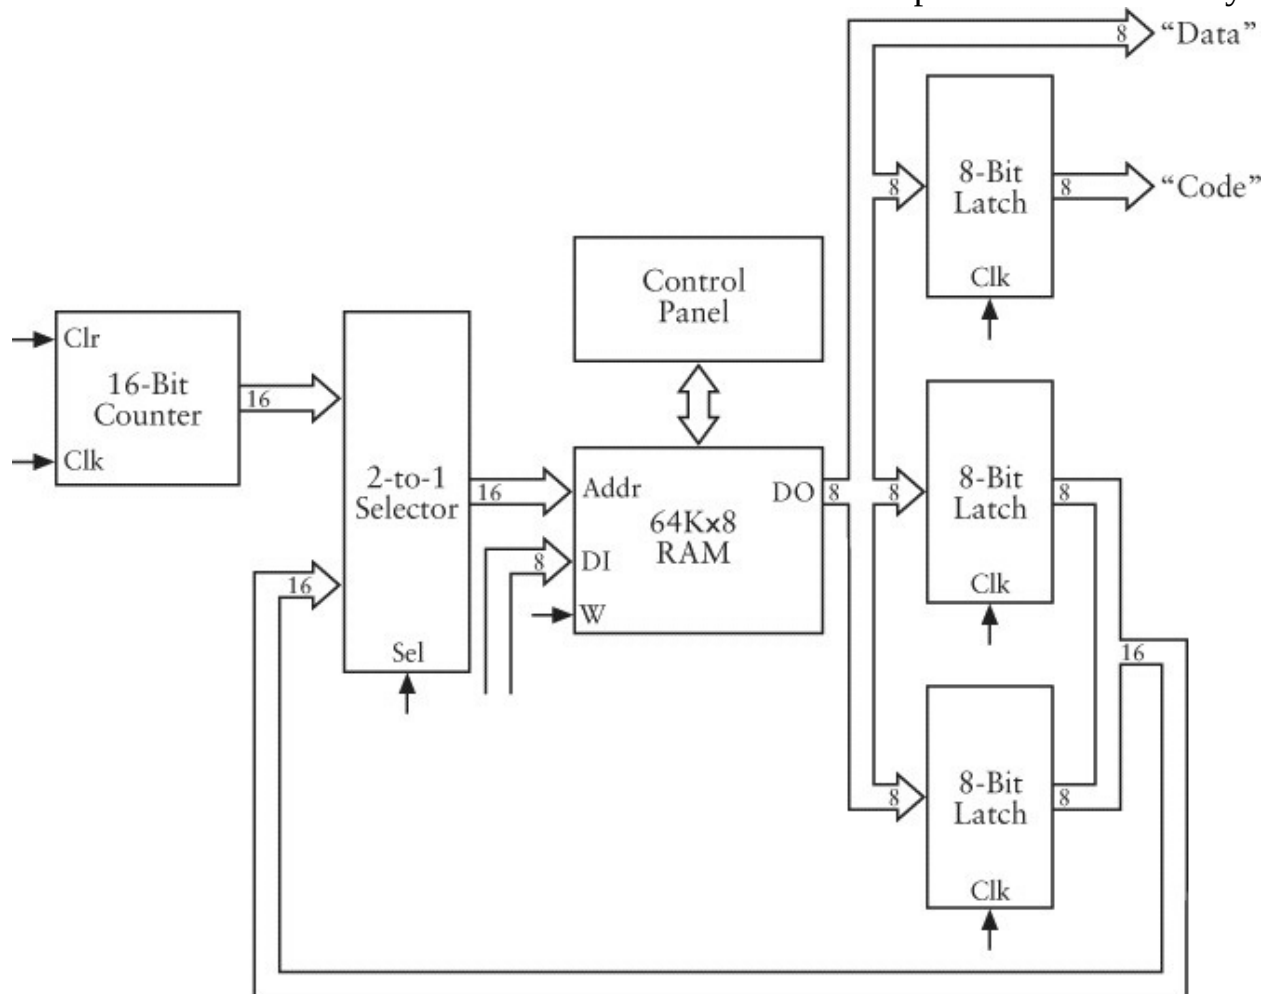 8
"Data"
8-Bit
Latch
Clk
8
8
"Code"
Control
Panel
Clr
16-Bit
Counter
Clk
16
2-to-1
Selector
Sel
16
16
Addr
DO
64Kx8
RAM
DI
W
8
8
8
8-Bit
Latch
Clk
8
16
8
8-Bit
Latch
Clk
8